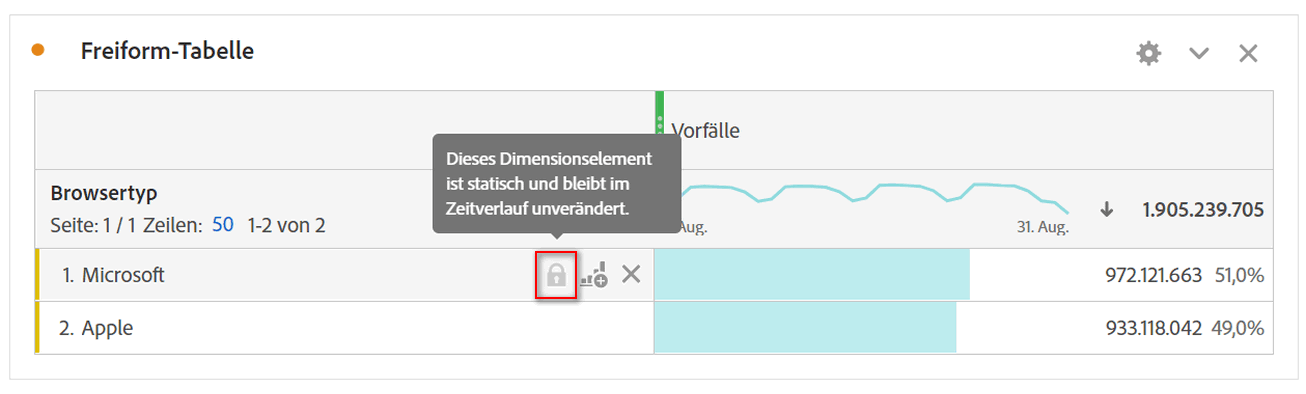 Freiform-Tabelle
Vorfälle
Dieses Dimensionselement
ist statisch und bleibt im
Zeitverlauf unverändert.
Browsertyp
Seite: 1 / 1 Zeilen: 50 1-2 von 2
Aug. 31. Aug.
1.905.239.705
1. Microsoft 972.121.663 51,0%
2. Apple 933.118.042 49,0%